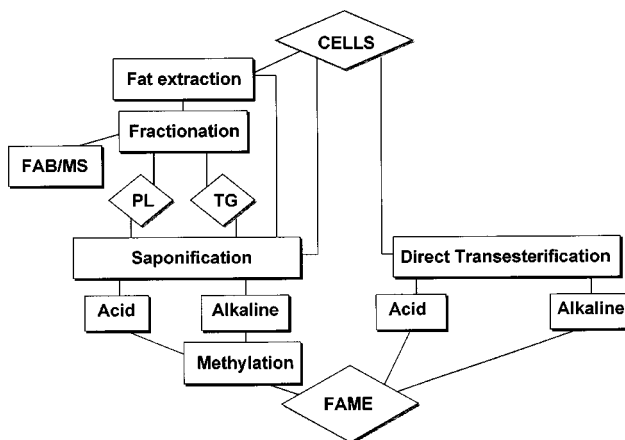 CELLS
Fat extraction
Fractionation
FAB/MS
PL
TG
Saponification
Direct Transesterification
Acid
Alkaline
Acid
Alkaline
Methylation
FAME